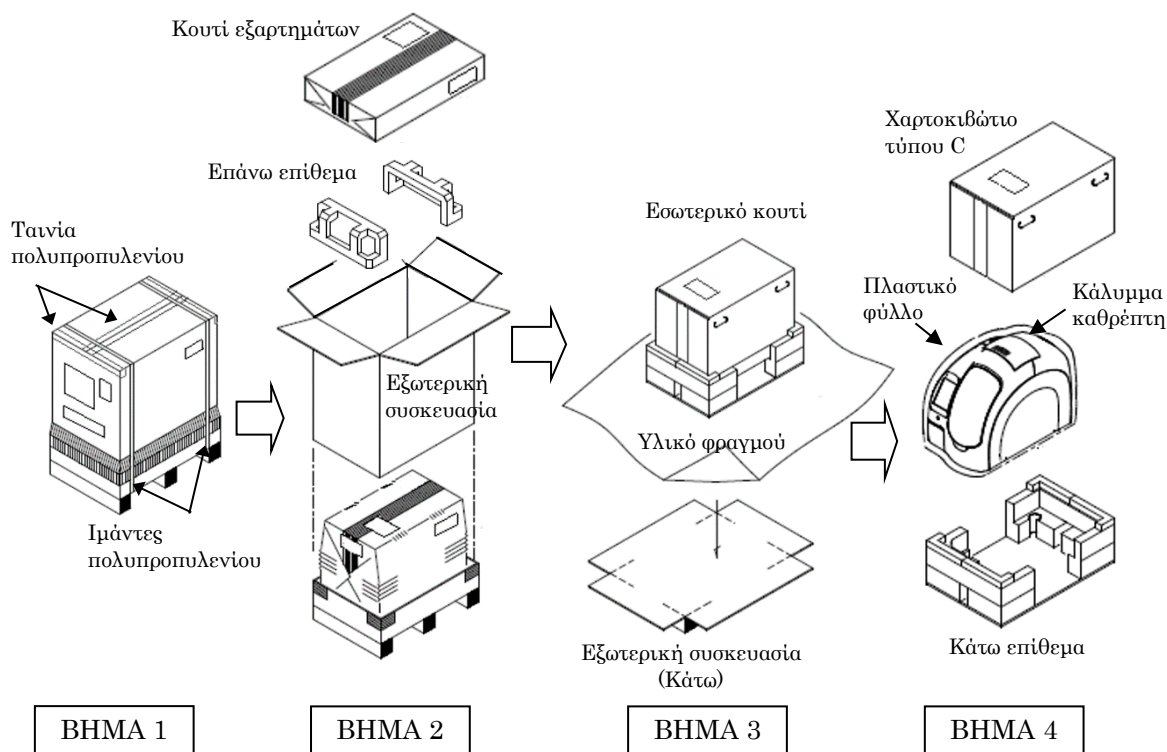 Κουτί εξαρτημάτων
Επάνω επίθεμα
Ταινία
πολυπροπυλενίου
Ιμάντες
πολυπροπυλενίου
Εξωτερική
συσκευασία
Εσωτερικό κουτί
Υλικό φραγμού
Εξωτερική συσκευασία
(Κάτω)
Χαρτοκιβώτιο
τύπου C
Πλαστικό
φύλλο
Κάλυμμα
καθρέπτη
Κάτω επίθεμα
ΒΗΜΑ 1
ΒΗΜΑ 2
ΒΗΜΑ 3
ΒΗΜΑ 4